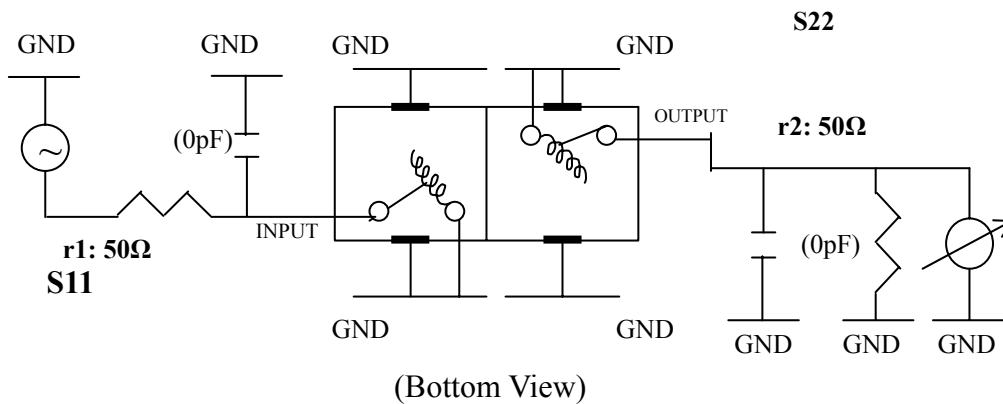 S22
GND
GND
GND
GND
(0pF)
OUTPUT
r2: 50Ω
INPUT
r1: 50Ω
S11
(0pF)
GND
GND
GND
GND
GND
(Bottom View)